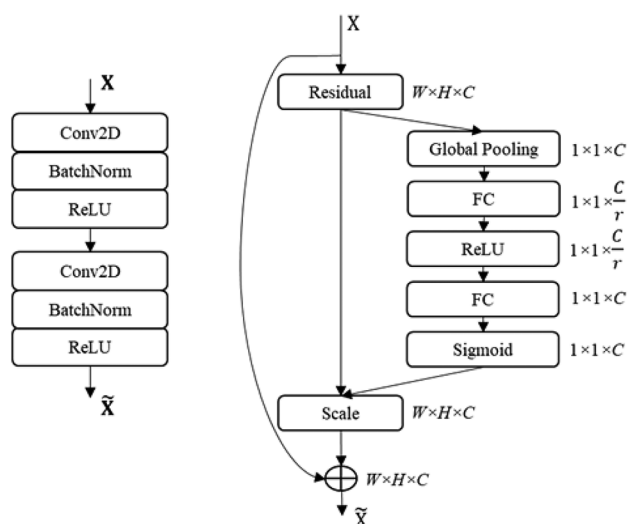 X
Conv2D
BatchNorm
ReLU
Conv2D
BatchNorm
ReLU
X̃
X
Residual W×H×C
Global Pooling 1×1×C
FC 1×1×C/r
ReLU 1×1×C/r
FC 1×1×C
Sigmoid 1×1×C
Scale W×H×C
W×H×C
X̃